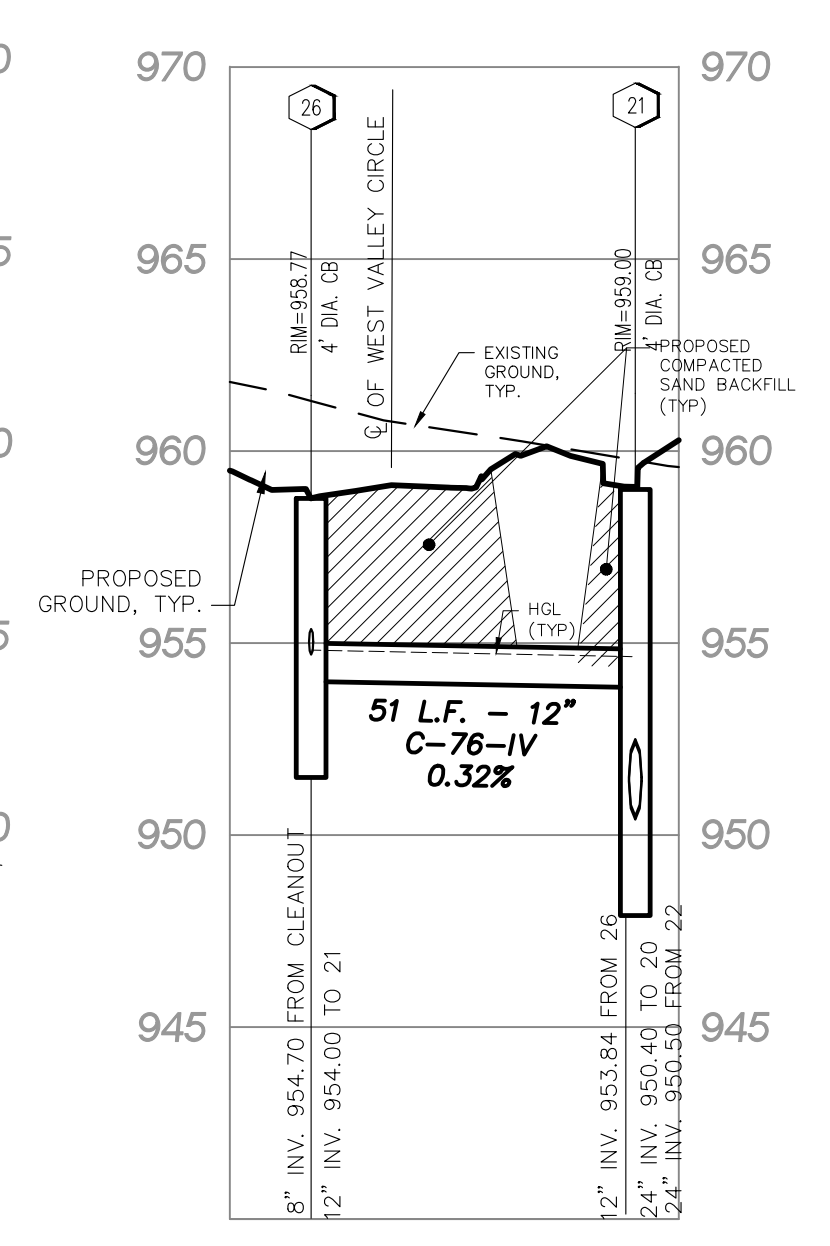 970
970
26
21
RIM=958.77
4' DIA. CB
℄ OF WEST VALLEY CIRCLE
RIM=959.00
4' DIA. CB
965
965
EXISTING
GROUND,
TYP.
PROPOSED
COMPACTED
SAND BACKFILL
(TYP)
960
960
PROPOSED
GROUND, TYP.
HGL
(TYP)
955
955
51 L.F. - 12"
C-76-IV
0.32%
950
950
8" INV. 954.70 FROM CLEANOUT
12" INV. 954.00 TO 21
12" INV. 953.84 FROM 26
24" INV. 950.40 TO 20
24" INV. 950.50 FROM 22
945
945